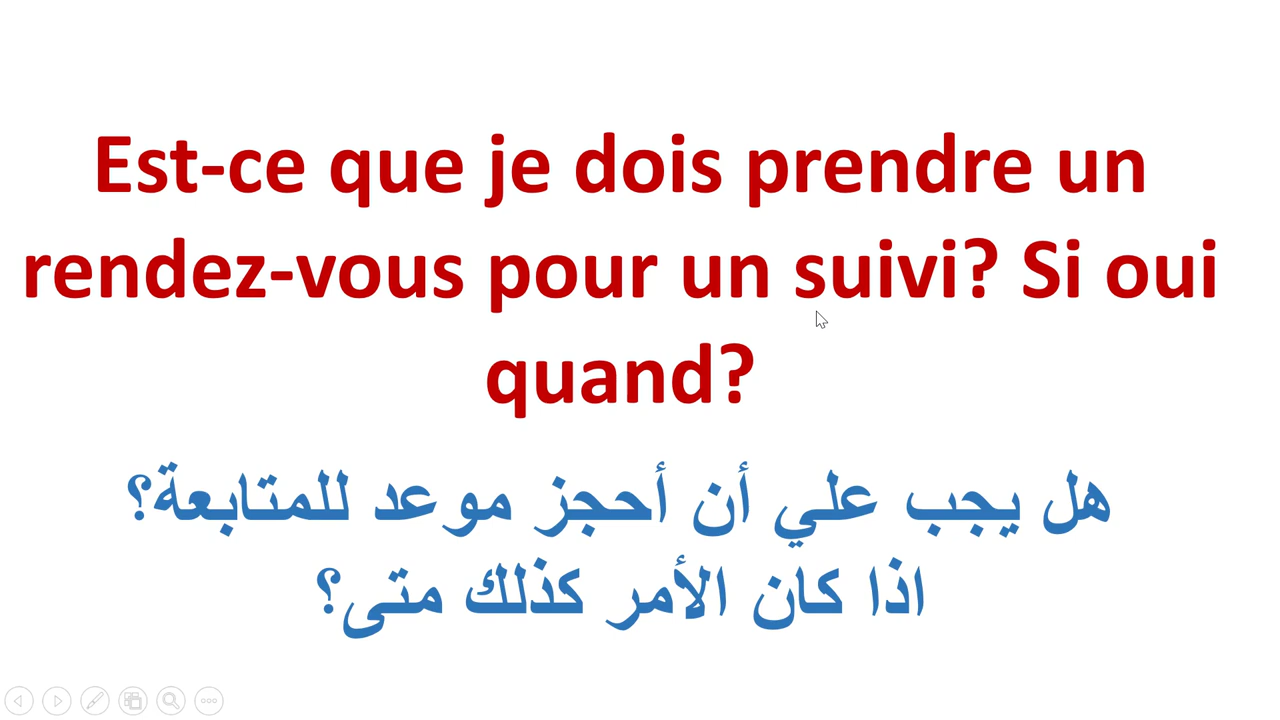 Est-ce que je dois prendre un
rendez-vous pour un suivi? Si oui
quand?
هل يجب علي أن أحجز موعد للمتابعة؟
اذا كان الأمر كذلك متى؟